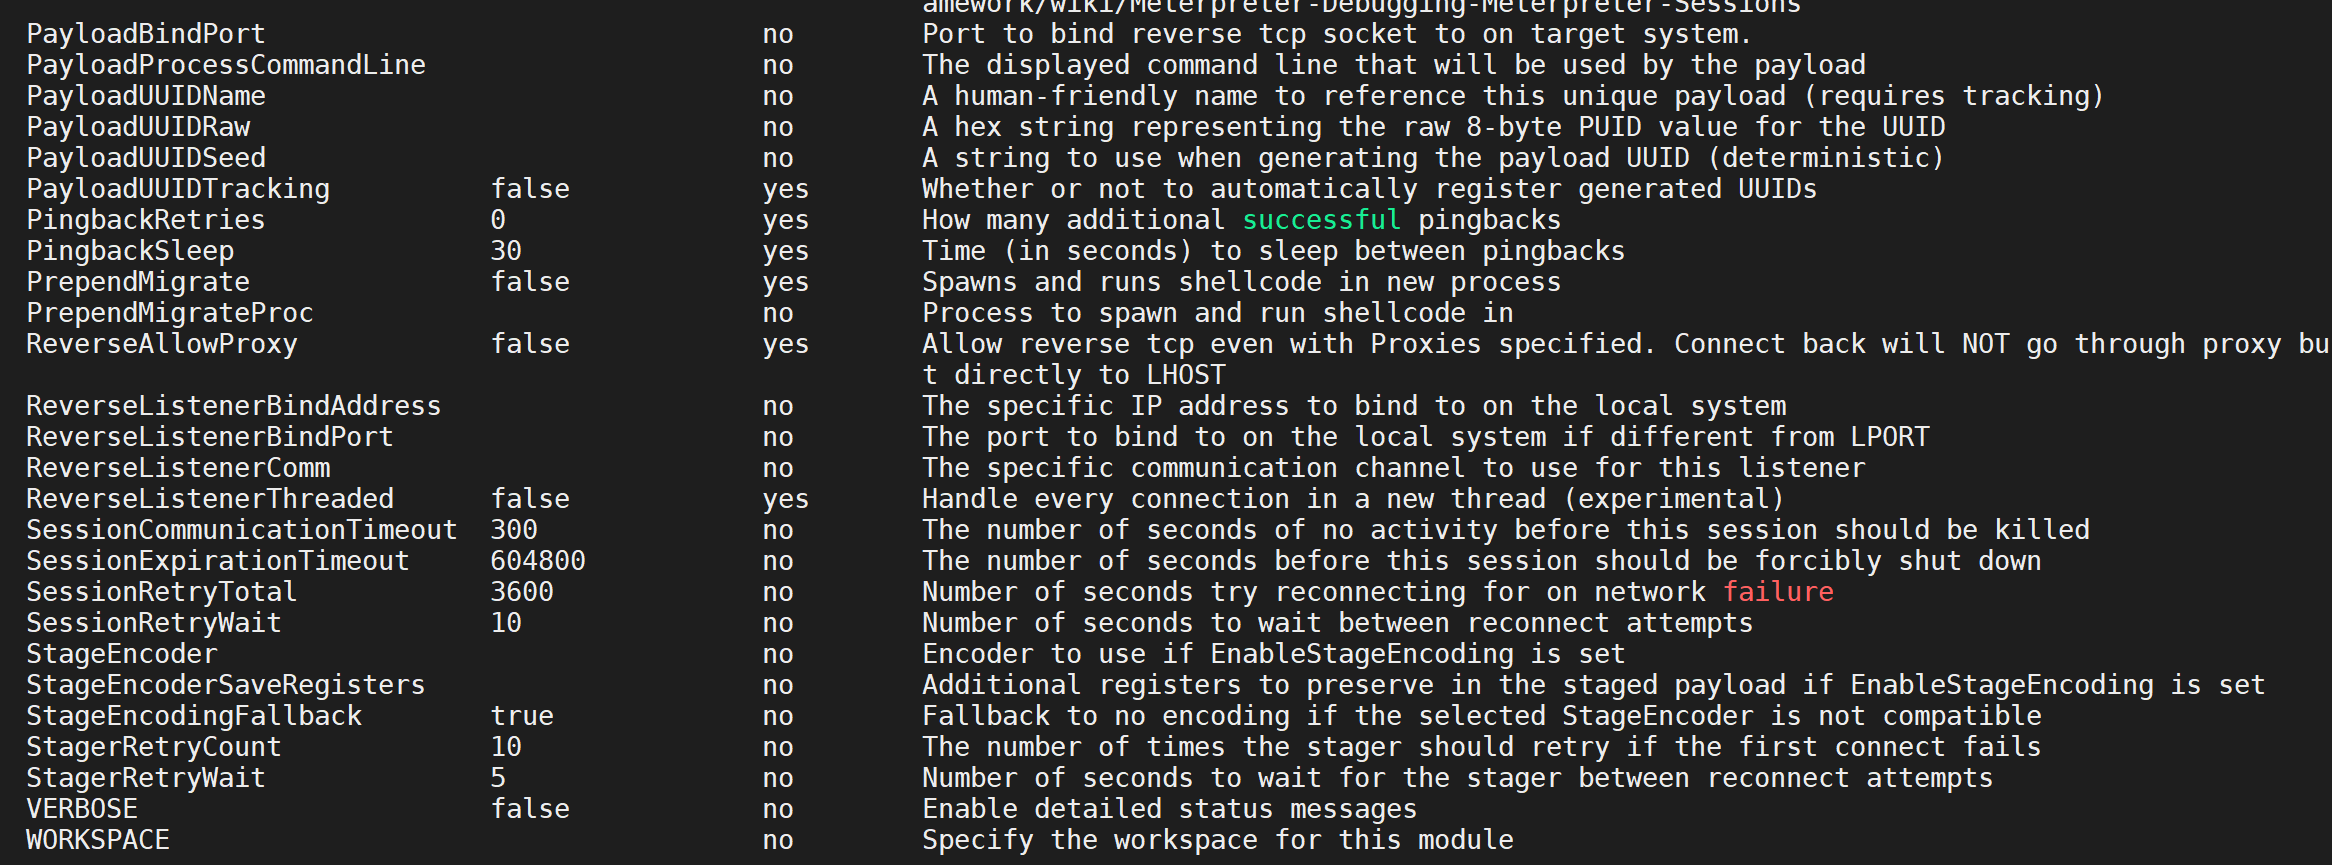 amework/wiki/Meterpreter-Debugging-Meterpreter-Sessions
PayloadBindPort no Port to bind reverse tcp socket to on target system.
PayloadProcessCommandLine no The displayed command line that will be used by the payload
PayloadUUIDName no A human-friendly name to reference this unique payload (requires tracking)
PayloadUUIDRaw no A hex string representing the raw 8-byte PUID value for the UUID
PayloadUUIDSeed no A string to use when generating the payload UUID (deterministic)
PayloadUUIDTracking false yes Whether or not to automatically register generated UUIDs
PingbackRetries 0 yes How many additional successful pingbacks
PingbackSleep 30 yes Time (in seconds) to sleep between pingbacks
PrependMigrate false yes Spawns and runs shellcode in new process
PrependMigrateProc no Process to spawn and run shellcode in
ReverseAllowProxy false yes Allow reverse tcp even with Proxies specified. Connect back will NOT go through proxy bu
t directly to LHOST
ReverseListenerBindAddress no The specific IP address to bind to on the local system
ReverseListenerBindPort no The port to bind to on the local system if different from LPORT
ReverseListenerComm no The specific communication channel to use for this listener
ReverseListenerThreaded false yes Handle every connection in a new thread (experimental)
SessionCommunicationTimeout 300 no The number of seconds of no activity before this session should be killed
SessionExpirationTimeout 604800 no The number of seconds before this session should be forcibly shut down
SessionRetryTotal 3600 no Number of seconds try reconnecting for on network failure
SessionRetryWait 10 no Number of seconds to wait between reconnect attempts
StageEncoder no Encoder to use if EnableStageEncoding is set
StageEncoderSaveRegisters no Additional registers to preserve in the staged payload if EnableStageEncoding is set
StageEncodingFallback true no Fallback to no encoding if the selected StageEncoder is not compatible
StagerRetryCount 10 no The number of times the stager should retry if the first connect fails
StagerRetryWait 5 no Number of seconds to wait for the stager between reconnect attempts
VERBOSE false no Enable detailed status messages
WORKSPACE no Specify the workspace for this module